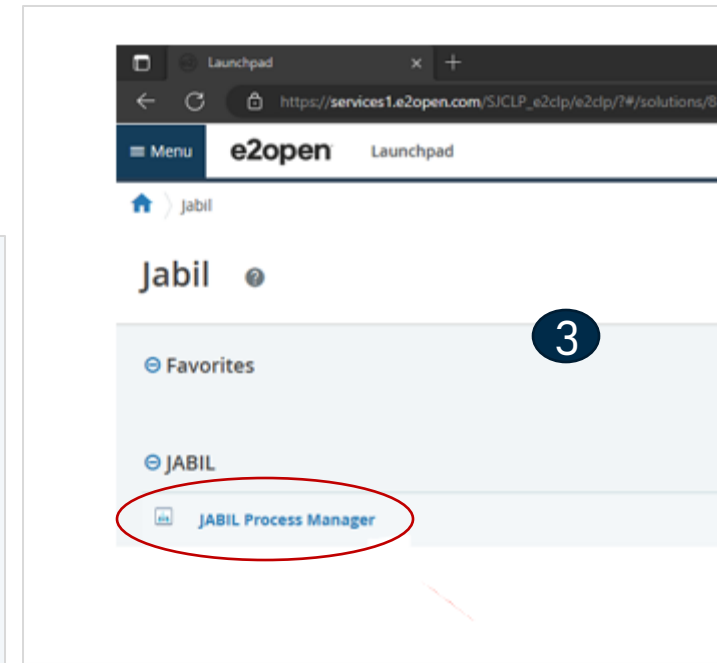 Launchpad
https://services1.e2open.com/SJCLP_e2clp/e2clp/?#/solutions/8
Menu e2open Launchpad
Jabil
Jabil
3
Favorites
JABIL
JABIL Process Manager